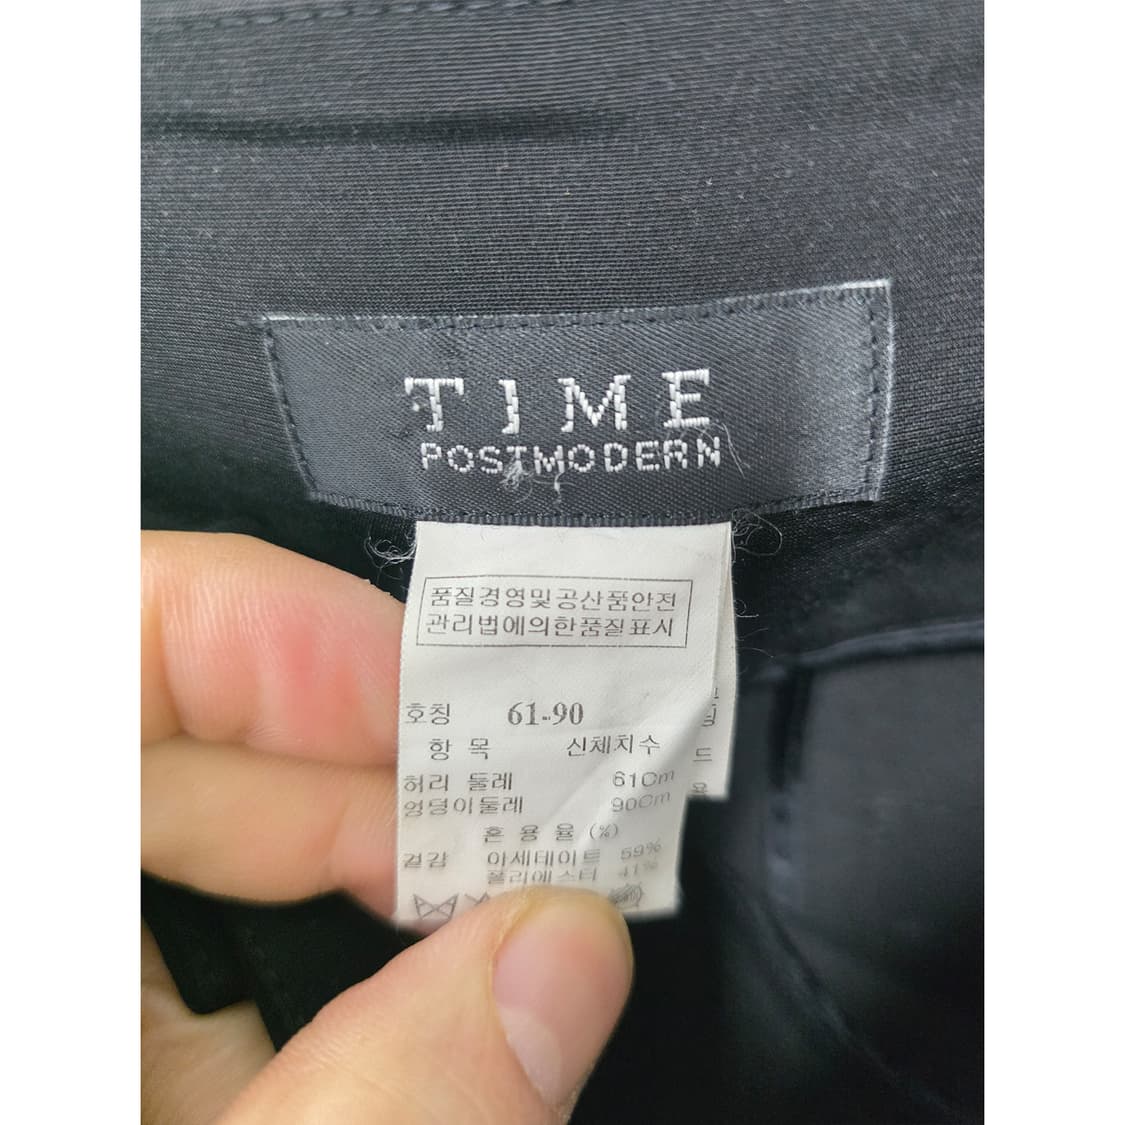 TIME
POSTMODERN
품질경영및공산품안전
관리법에의한품질표시
호칭 61-90
항 목 신체치수
허리 둘레 61Cm
엉덩이둘레 90Cm
혼 용 율 (%)
겉감 아세테이트 59%
폴리에스터 41%
드
용